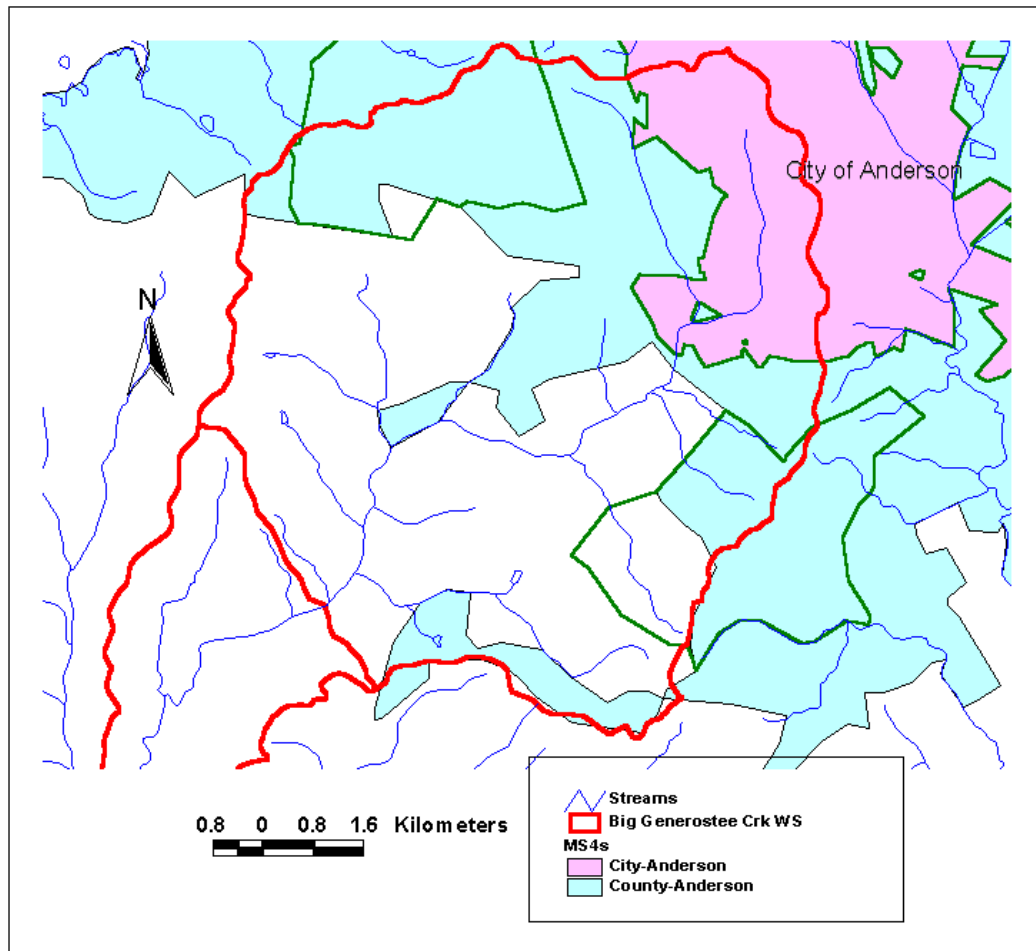 City of Anderson
N
0.8 0 0.8 1.6 Kilometers
Streams
Big Generostee Crk WS
MS4s
City-Anderson
County-Anderson